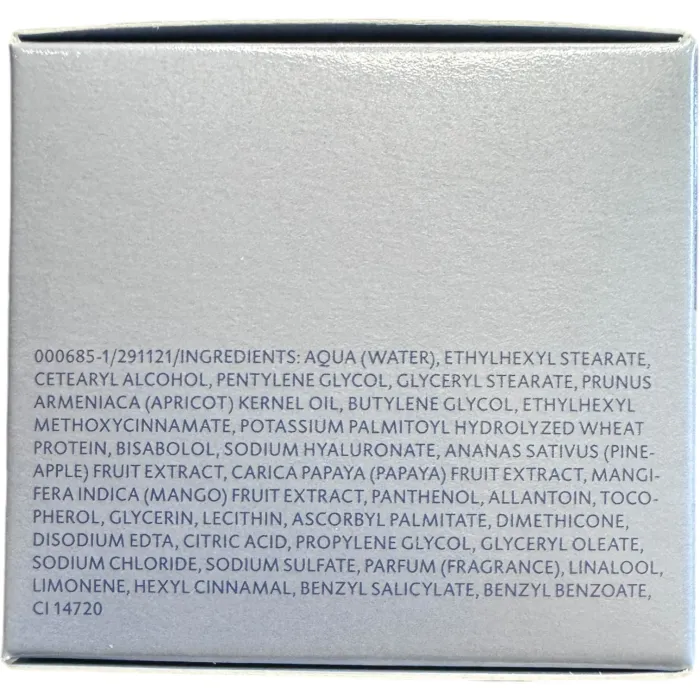 000685-1/291121/INGREDIENTS: AQUA (WATER), ETHYLHEXYL STEARATE,
CETEARYL ALCOHOL, PENTYLENE GLYCOL, GLYCERYL STEARATE, PRUNUS
ARMENIACA (APRICOT) KERNEL OIL, BUTYLENE GLYCOL, ETHYLHEXYL
METHOXYCINNAMATE, POTASSIUM PALMITOYL HYDROLYZED WHEAT
PROTEIN, BISABOLOL, SODIUM HYALURONATE, ANANAS SATIVUS (PINE-
APPLE) FRUIT EXTRACT, CARICA PAPAYA (PAPAYA) FRUIT EXTRACT, MANGI-
FERA INDICA (MANGO) FRUIT EXTRACT, PANTHENOL, ALLANTOIN, TOCO-
PHEROL, GLYCERIN, LECITHIN, ASCORBYL PALMITATE, DIMETHICONE,
DISODIUM EDTA, CITRIC ACID, PROPYLENE GLYCOL, GLYCERYL OLEATE,
SODIUM CHLORIDE, SODIUM SULFATE, PARFUM (FRAGRANCE), LINALOOL,
LIMONENE, HEXYL CINNAMAL, BENZYL SALICYLATE, BENZYL BENZOATE,
CI 14720